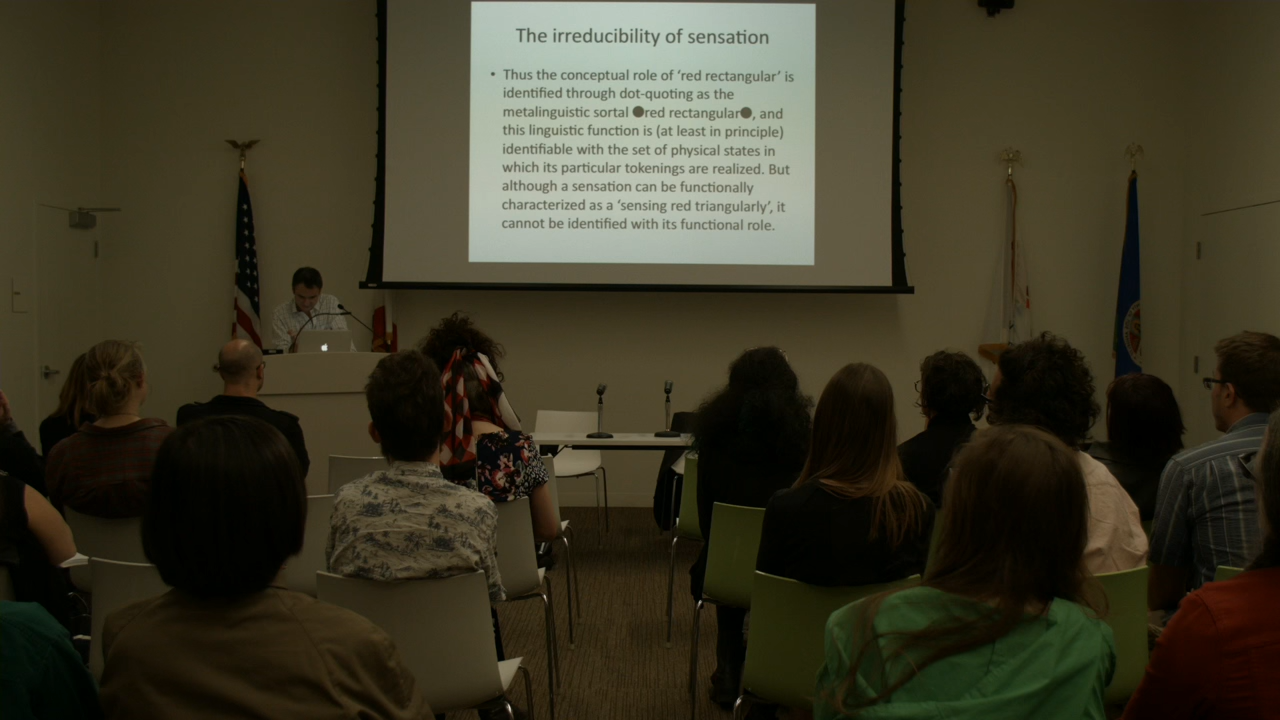 The irreducibility of sensation
• Thus the conceptual role of ‘red rectangular’ is
identified through dot-quoting as the
metalinguistic sortal ●red rectangular●, and
this linguistic function is (at least in principle)
identifiable with the set of physical states in
which its particular tokenings are realized. But
although a sensation can be functionally
characterized as a ‘sensing red triangularly’, it
cannot be identified with its functional role.